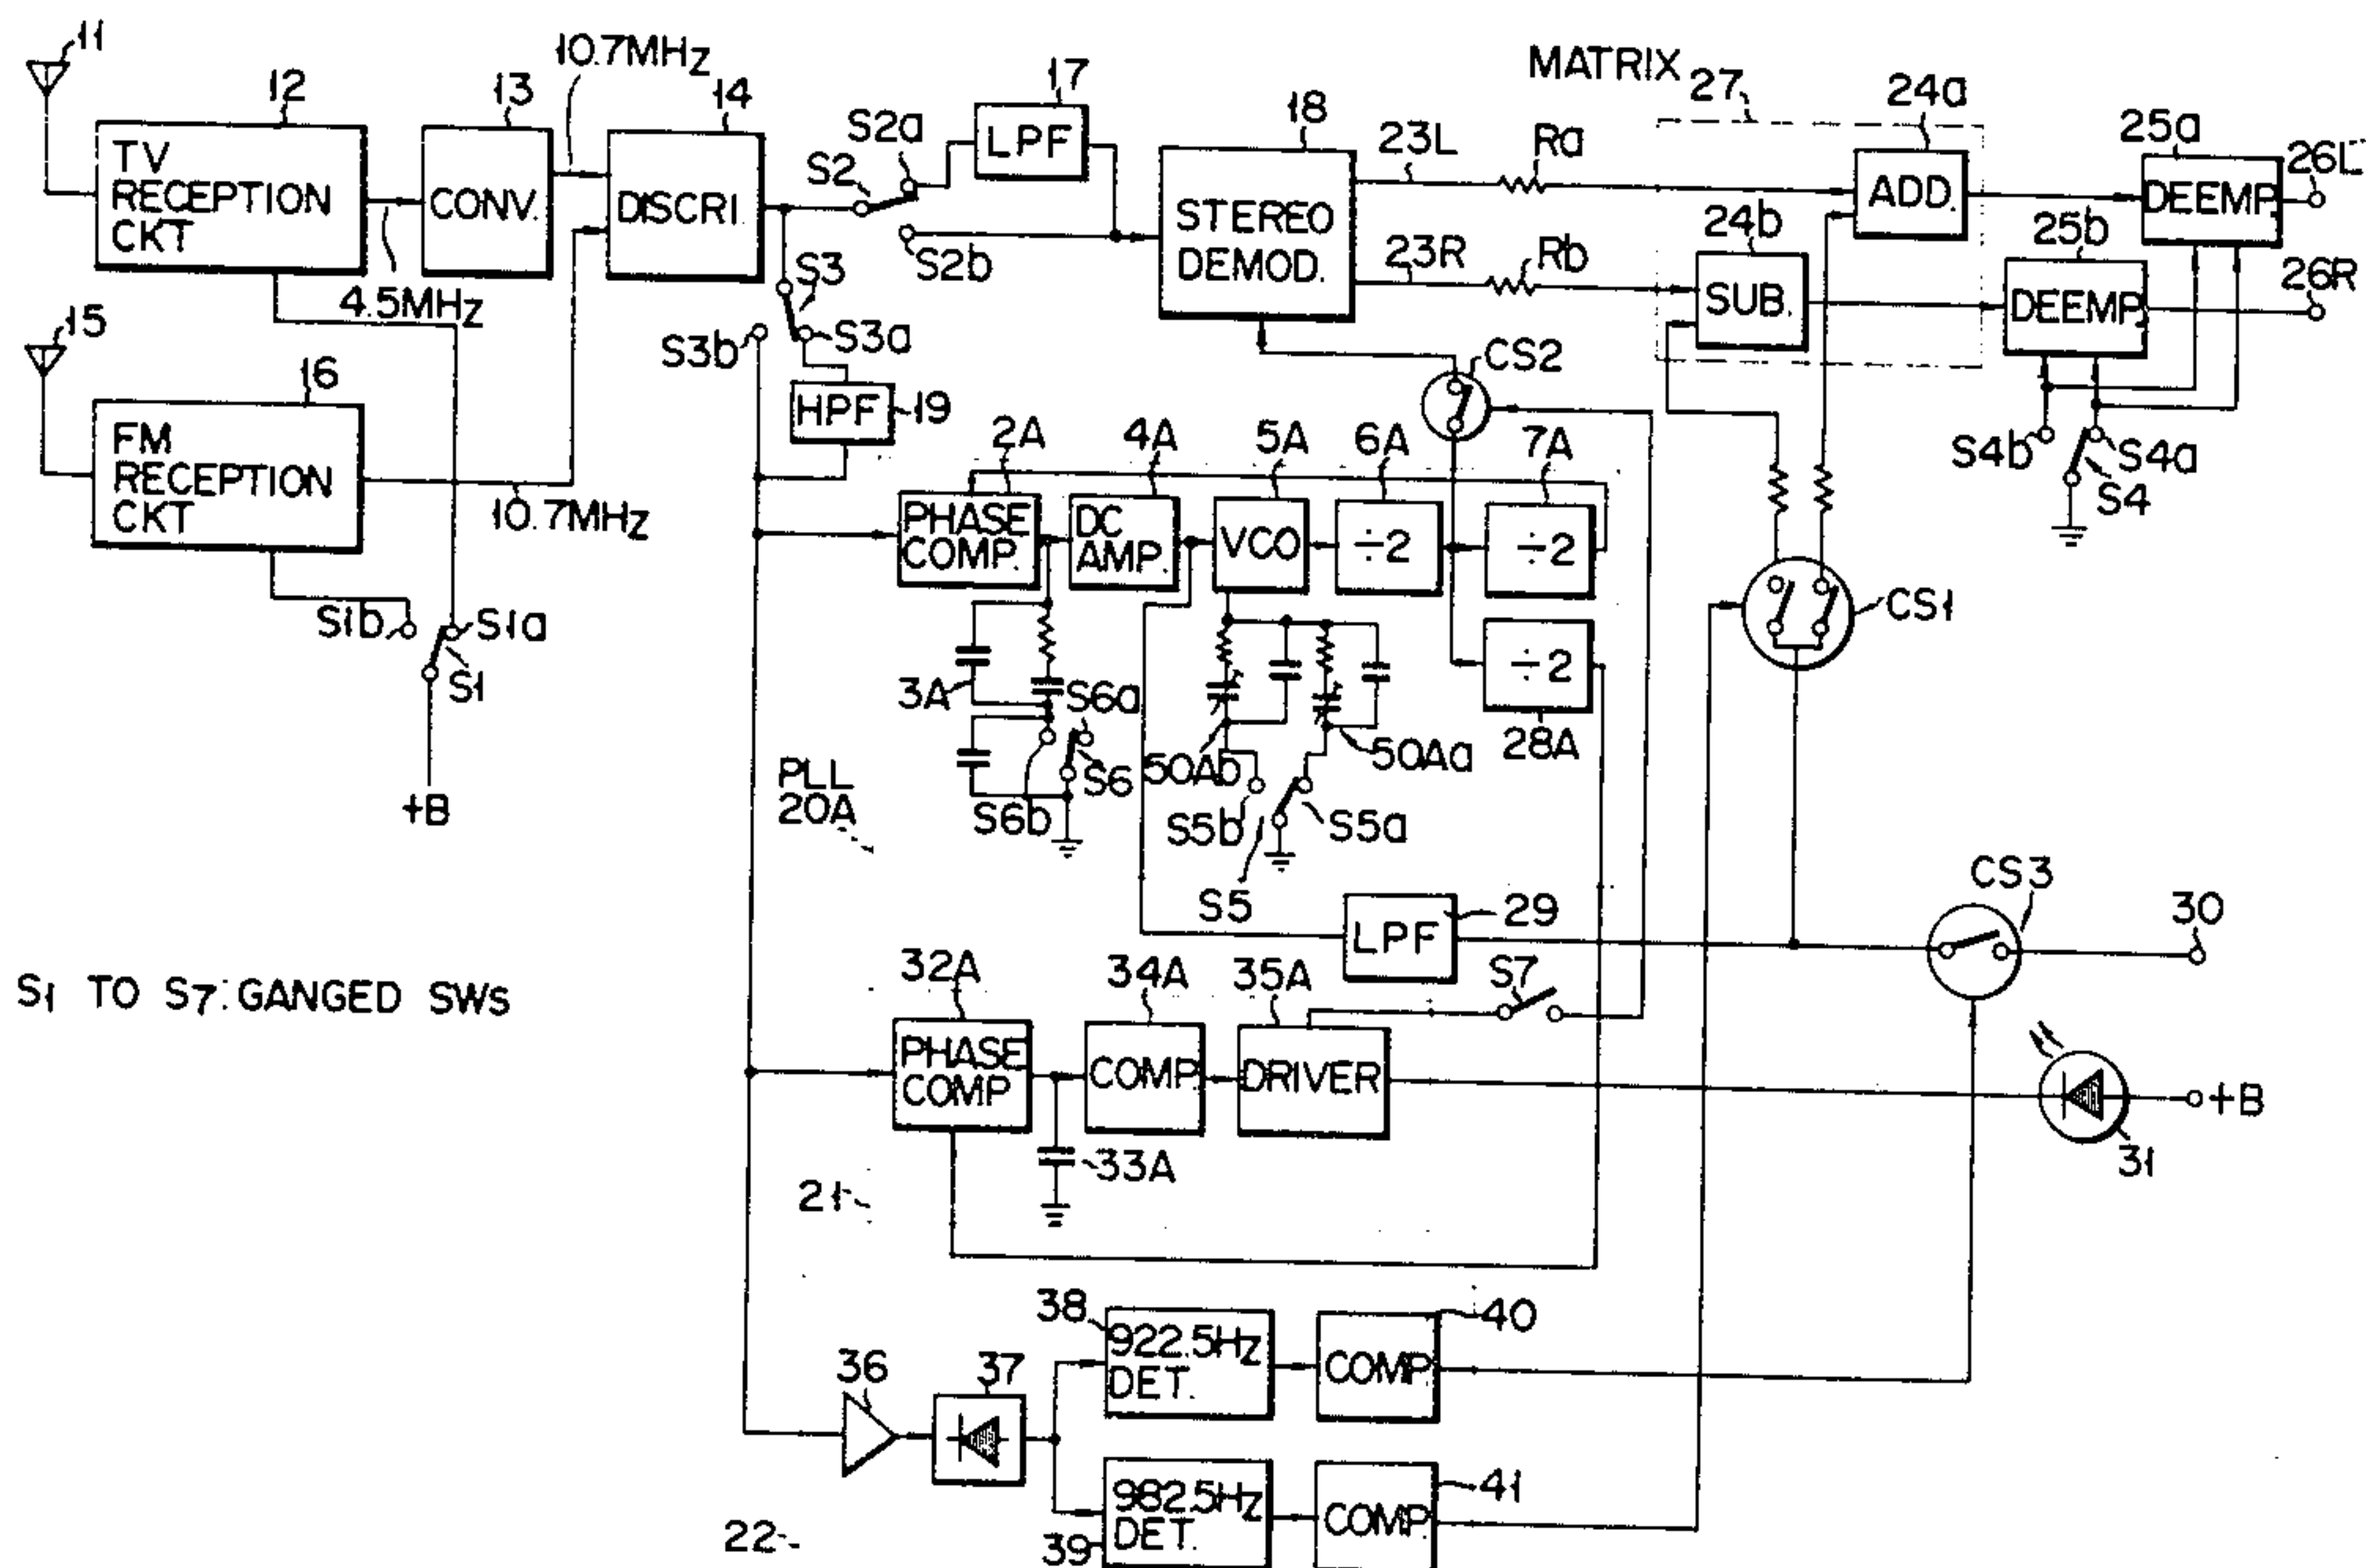 11
12
TV
RECEPTION
CKT
4.5MHz
13
CONV.
10.7MHz
14
DISCRI.
15
16
FM
RECEPTION
CKT
10.7MHz
S1b
S1a
S1
+B
S2
S2a
S2b
17
LPF
S3
S3b
S3a
HPF
19
18
STEREO
DEMOD.
23L
Ra
23R
Rb
MATRIX
27
24a
ADD.
24b
SUB.
25a
DEEMP.
26L
25b
DEEMP.
26R
S4b
S4a
S4
CS2
CS1
2A
PHASE
COMP.
4A
DC
AMP.
5A
VCO
6A
÷2
7A
÷2
÷2
28A
3A
S6a
S6
S6b
50Ab
50Aa
S5b
S5a
S5
PLL
20A
LPF
29
CS3
30
S1 TO S7: GANGED SWs
32A
PHASE
COMP
34A
COMP.
35A
DRIVER
S7
33A
21
+B
31
36
37
38
922.5Hz
DET.
40
COMP.
39
982.5Hz
DET.
41
COMP.
22